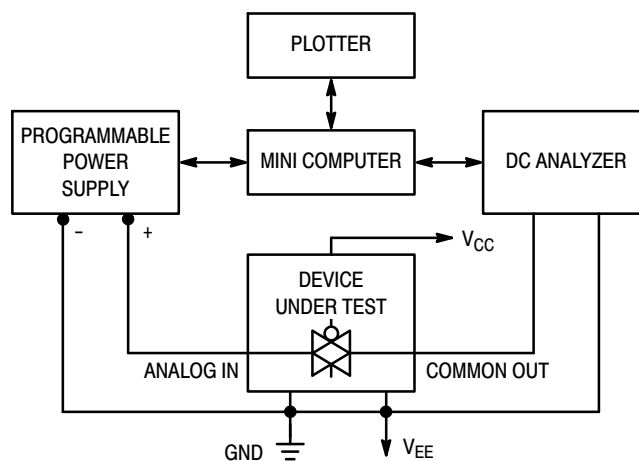 PLOTTER
PROGRAMMABLE
POWER
SUPPLY
MINI COMPUTER
DC ANALYZER
–
+
VCC
DEVICE
UNDER TEST
ANALOG IN
COMMON OUT
GND
VEE